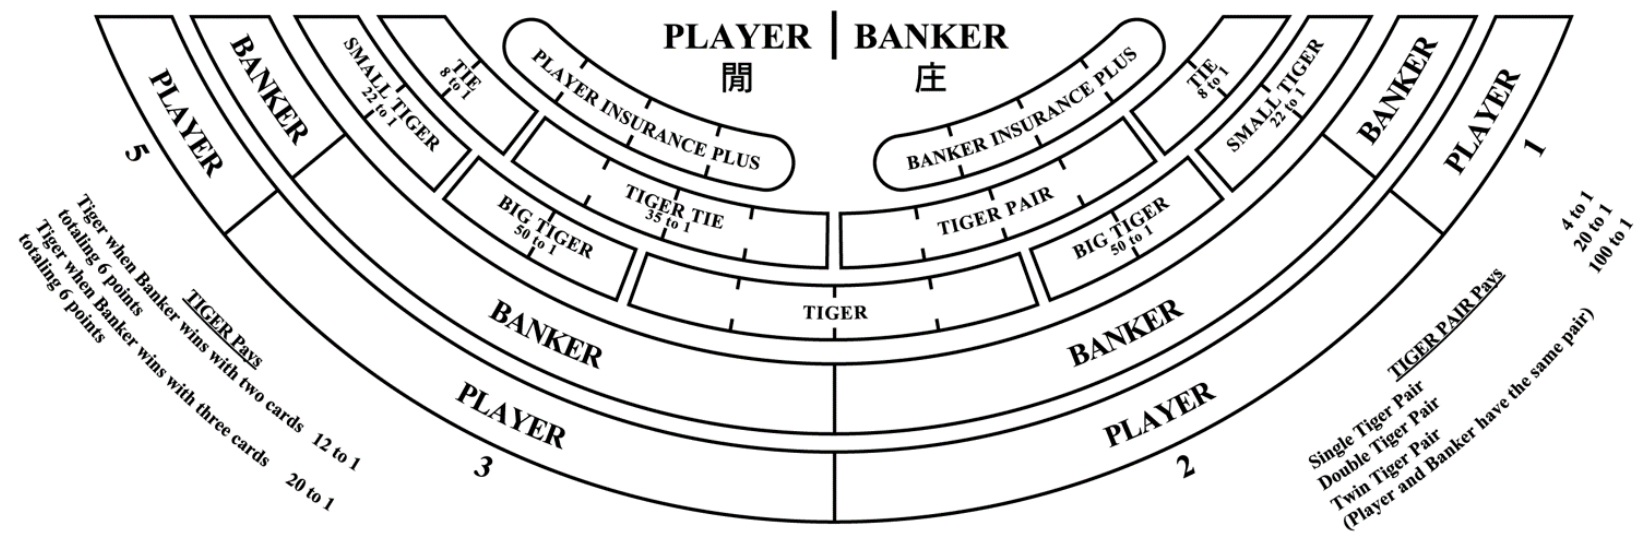 PLAYER | BANKER
閒 庄
PLAYER INSURANCE PLUS
BANKER INSURANCE PLUS
TIE
8 to 1
TIE
8 to 1
TIGER TIE
35 to 1
TIGER PAIR
SMALL TIGER
22 to 1
SMALL TIGER
22 to 1
BIG TIGER
50 to 1
BIG TIGER
50 to 1
TIGER
BANKER
BANKER
BANKER
BANKER
PLAYER
PLAYER
PLAYER
PLAYER
5
3
2
1
TIGER Pays
Tiger when Banker wins with two cards 12 to 1
totaling 6 points
Tiger when Banker wins with three cards 20 to 1
totaling 6 points
TIGER PAIR Pays
Single Tiger Pair 4 to 1
Double Tiger Pair 20 to 1
Twin Tiger Pair 100 to 1
(Player and Banker have the same pair)